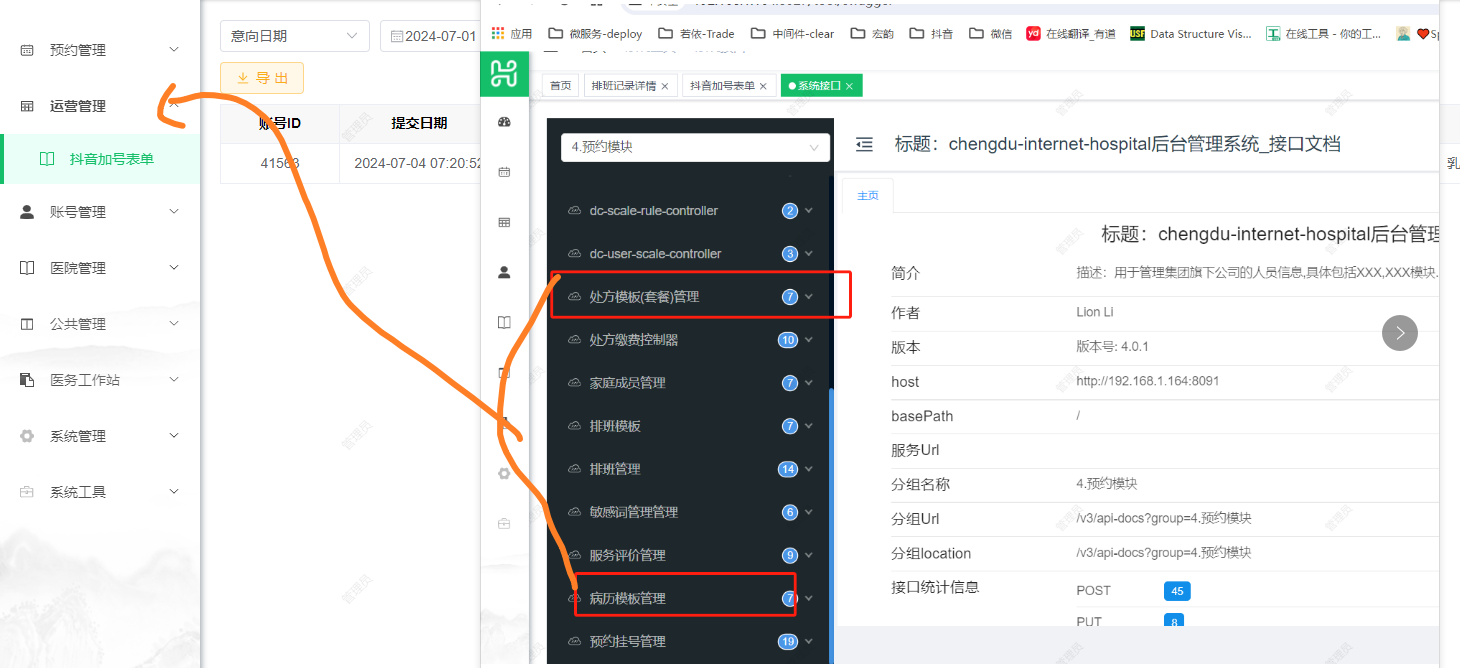 预约管理
运营管理
抖音加号表单
账号管理
医院管理
公共管理
医务工作站
系统管理
系统工具
意向日期
2024-07-01
导出
账号ID
提交日期
41568
2024-07-04 07:20:52
应用
微服务-deploy
若依-Trade
中间件-clear
宏韵
抖音
微信
在线翻译_有道
Data Structure Vis...
在线工具 - 你的工...
首页
排班记录详情 ×
抖音加号表单 ×
系统接口 ×
4.预约模块
dc-scale-rule-controller 2
dc-user-scale-controller 3
处方模板(套餐)管理 7
处方缴费控制器 10
家庭成员管理 7
排班模板 7
排班管理 14
敏感词管理管理 6
服务评价管理 9
病历模板管理 7
预约挂号管理 19
标题：chengdu-internet-hospital后台管理系统_接口文档
主页
标题：chengdu-internet-hospital后台管理
简介 描述：用于管理集团旗下公司的人员信息,具体包括XXX,XXX模块.
作者 Lion Li
版本 版本号: 4.0.1
host http://192.168.1.164:8091
basePath /
服务Url
分组名称 4.预约模块
分组Url /v3/api-docs?group=4.预约模块
分组location /v3/api-docs?group=4.预约模块
接口统计信息 POST 45
PUT 8
乳
管理员